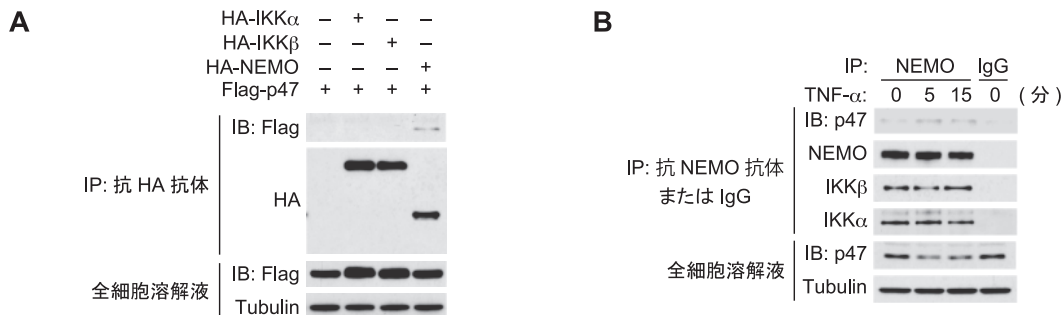 A
HA-IKKα − + − −
HA-IKKβ − − + −
HA-NEMO − − − +
Flag-p47 + + + +
IP: 抗 HA 抗体
IB: Flag
HA
全細胞溶解液
IB: Flag
Tubulin
B
IP: NEMO IgG
TNF-α: 0 5 15 0 (分)
IP: 抗 NEMO 抗体
または IgG
IB: p47
NEMO
IKKβ
IKKα
全細胞溶解液
IB: p47
Tubulin